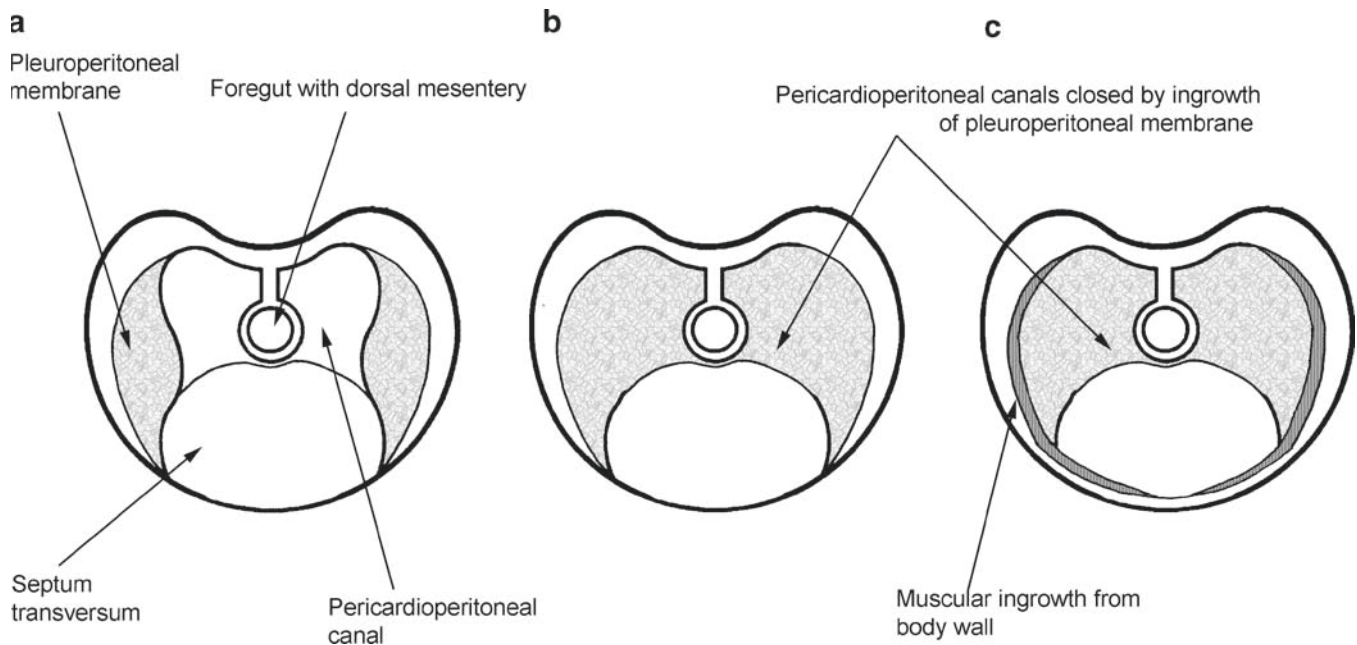 a
b
c
Pleuroperitoneal
membrane
Foregut with dorsal mesentery
Pericardioperitoneal canals closed by ingrowth
of pleuroperitoneal membrane
Septum
transversum
Pericardioperitoneal
canal
Muscular ingrowth from
body wall